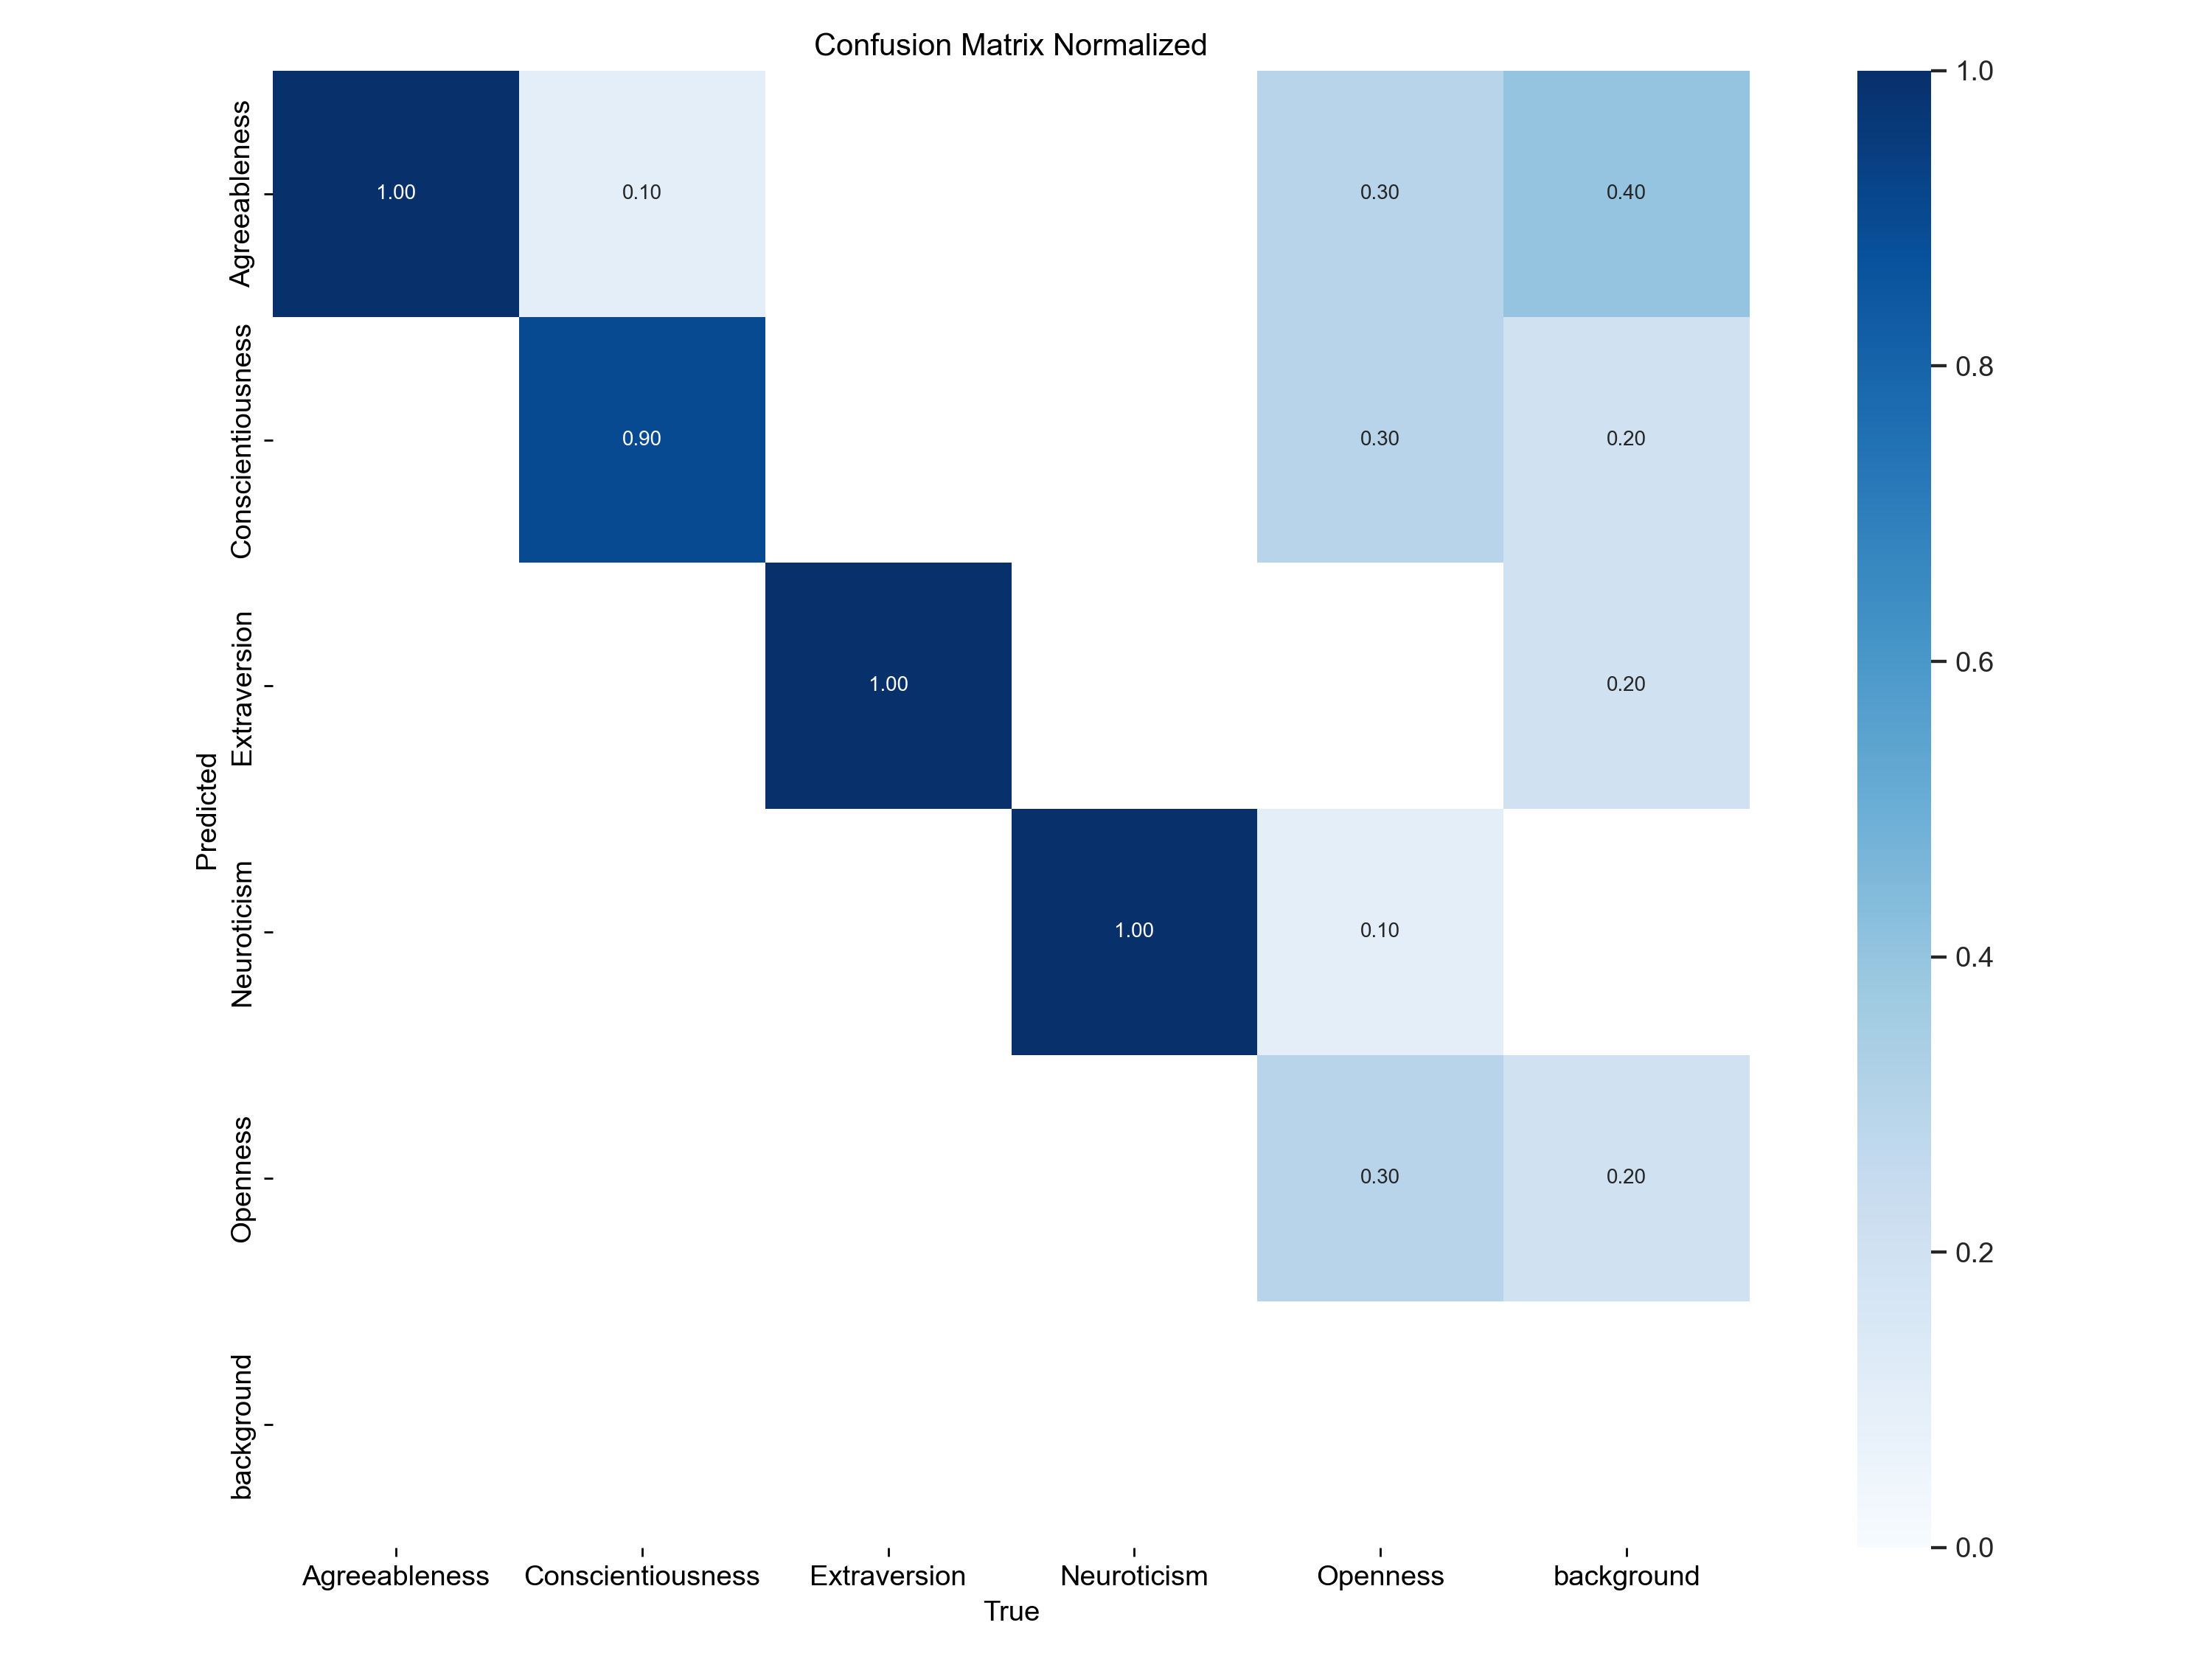 Confusion Matrix Normalized
Predicted
Agreeableness
1.00 0.10 0.30 0.40
Conscientiousness
0.90 0.30 0.20
Extraversion
1.00 0.20
Neuroticism
1.00 0.10
Openness
0.30 0.20
background
Agreeableness Conscientiousness Extraversion Neuroticism Openness background
True
1.0
0.8
0.6
0.4
0.2
0.0